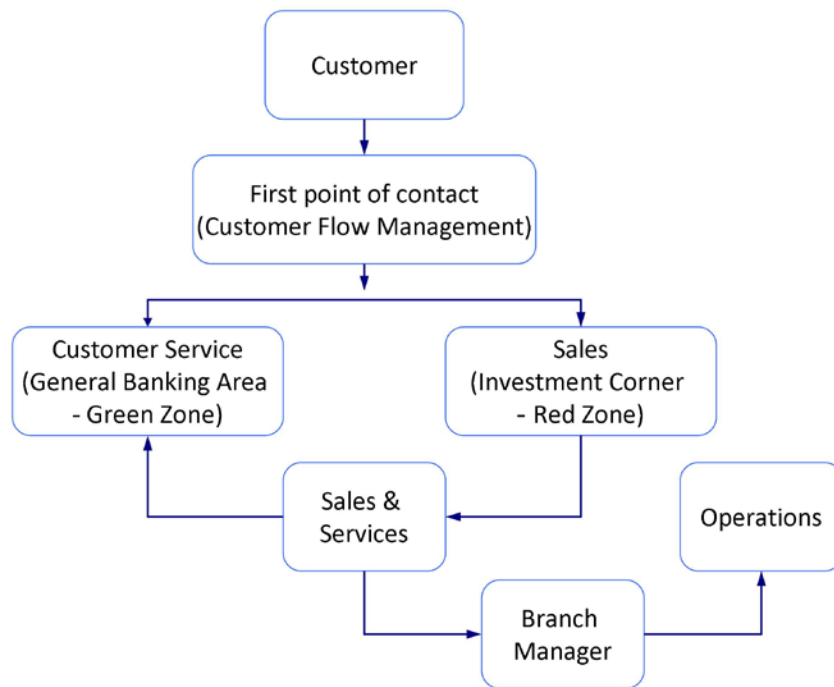 Customer
First point of contact
(Customer Flow Management)
Customer Service
(General Banking Area
- Green Zone)
Sales
(Investment Corner
- Red Zone)
Sales &
Services
Operations
Branch
Manager